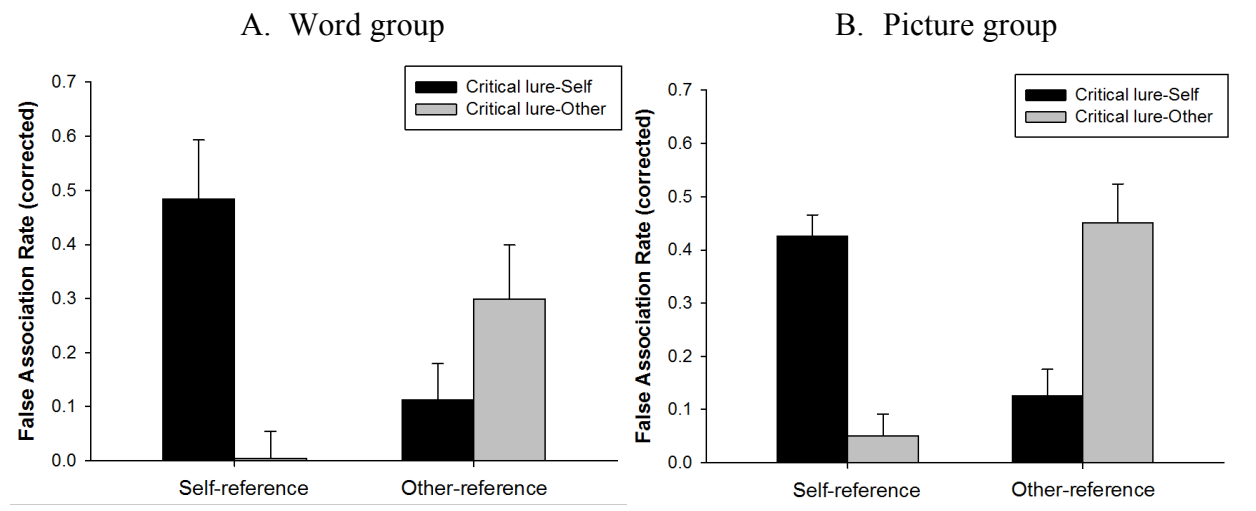 A. Word group
Critical lure-Self
Critical lure-Other
False Association Rate (corrected)
0.7
0.6
0.5
0.4
0.3
0.2
0.1
0.0
Self-reference Other-reference
B. Picture group
Critical lure-Self
Critical lure-Other
False Association Rate (corrected)
0.7
0.6
0.5
0.4
0.3
0.2
0.1
0.0
Self-reference Other-reference